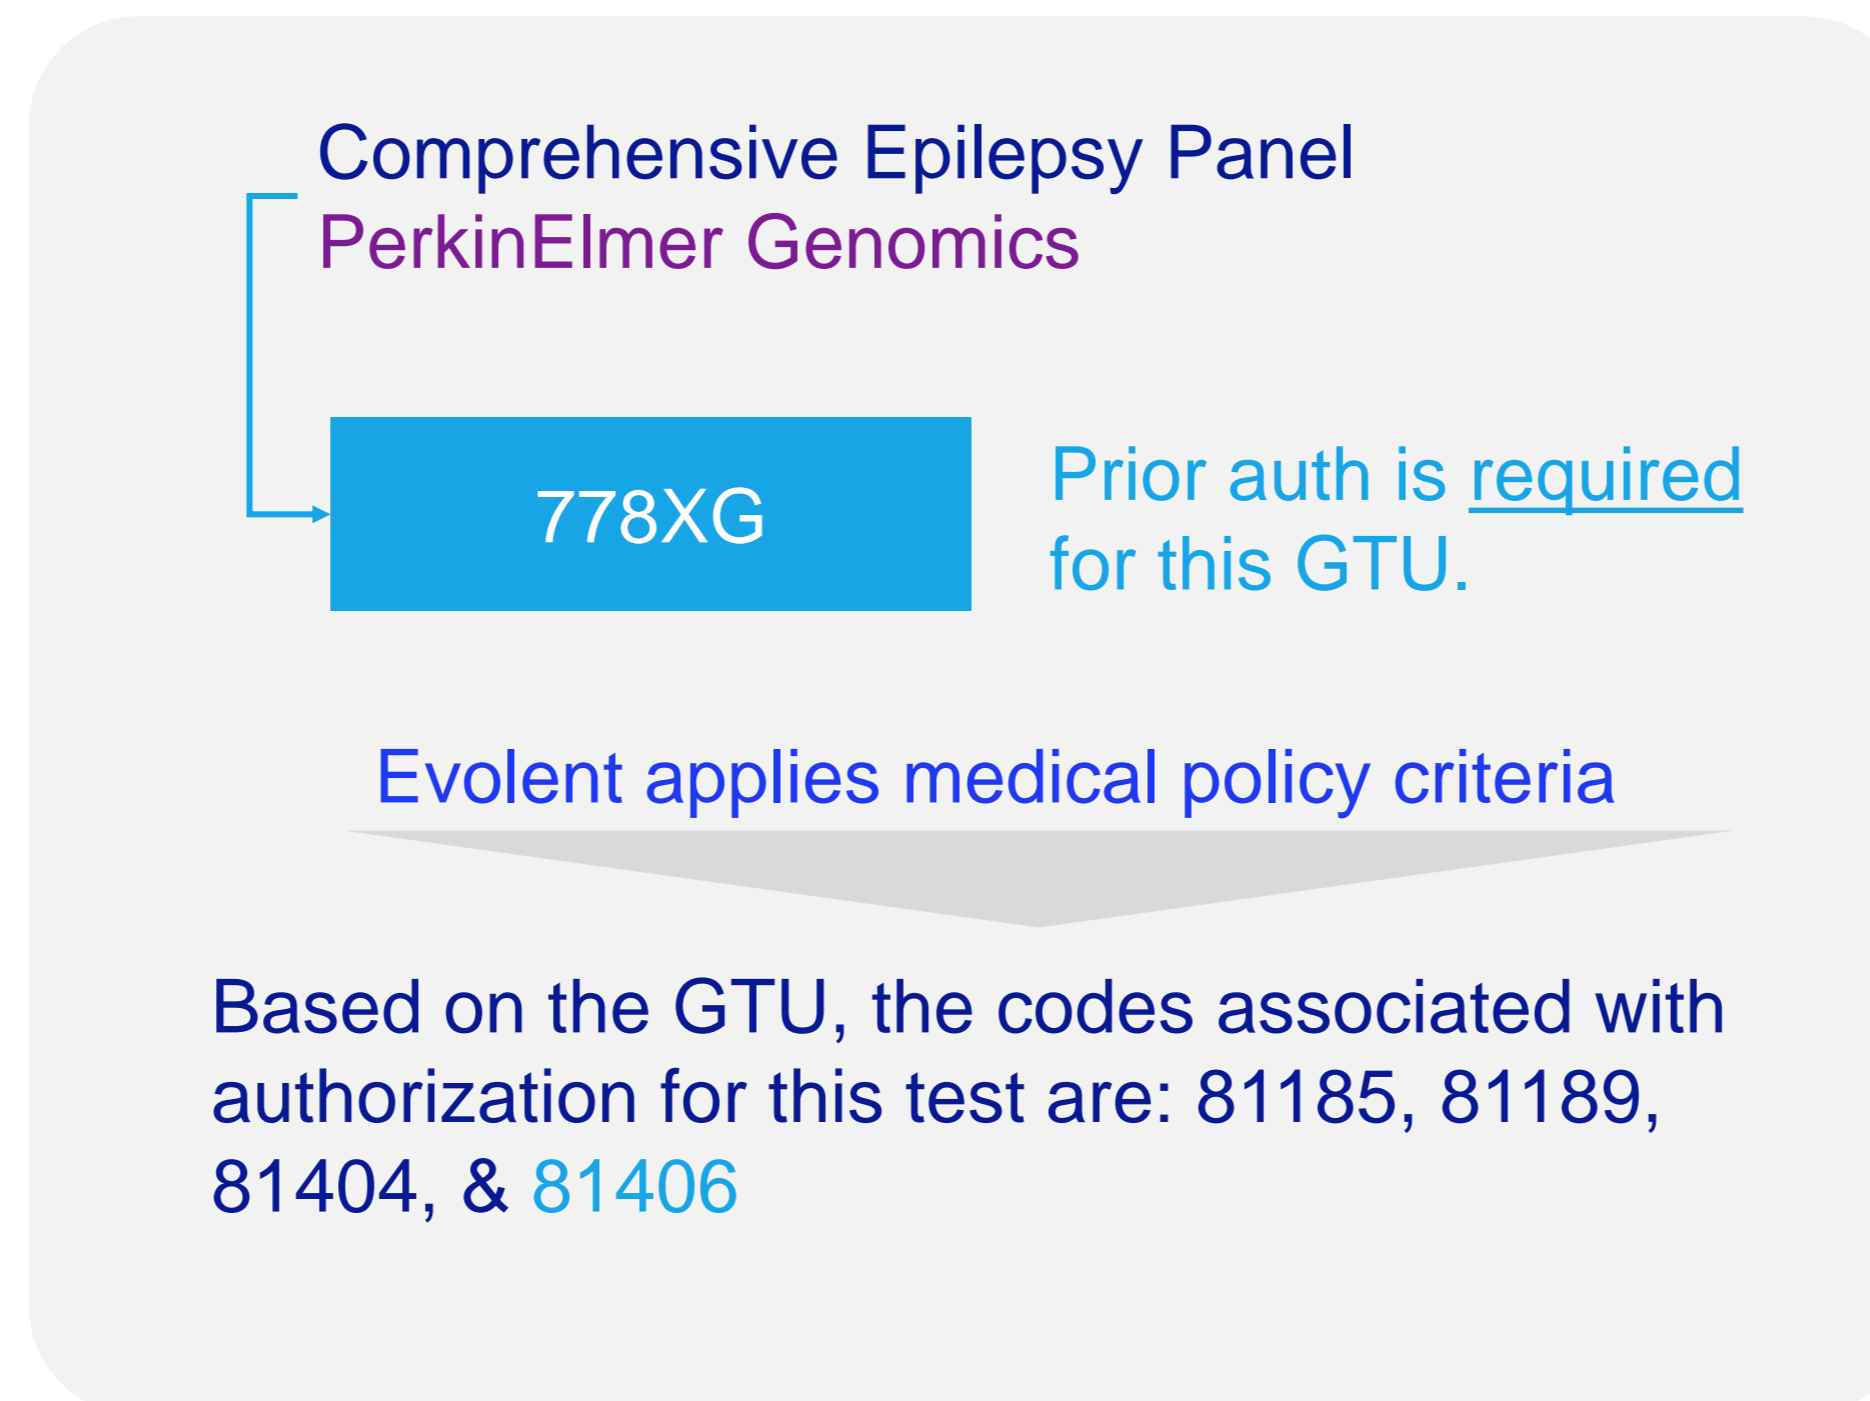 Comprehensive Epilepsy Panel
PerkinElmer Genomics
778XG
Prior auth is required
for this GTU.
Evolent applies medical policy criteria
Based on the GTU, the codes associated with
authorization for this test are: 81185, 81189,
81404, & 81406